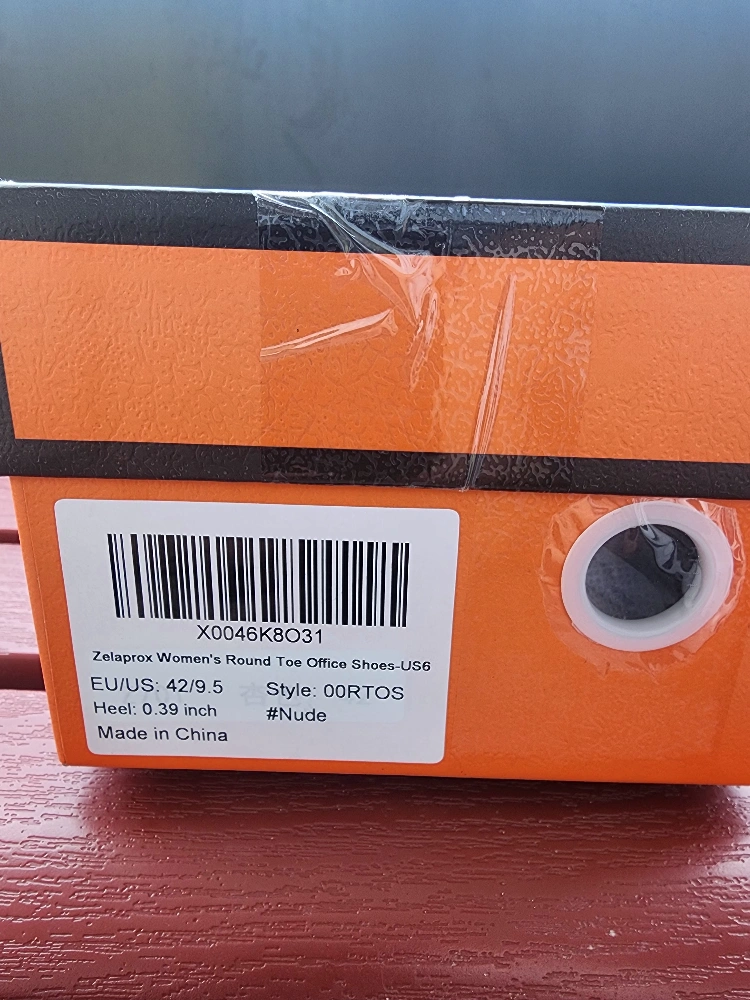 X0046K8O31
Zelaprox Women's Round Toe Office Shoes-US6
EU/US: 42/9.5 Style: 00RTOS
Heel: 0.39 inch #Nude
Made in China